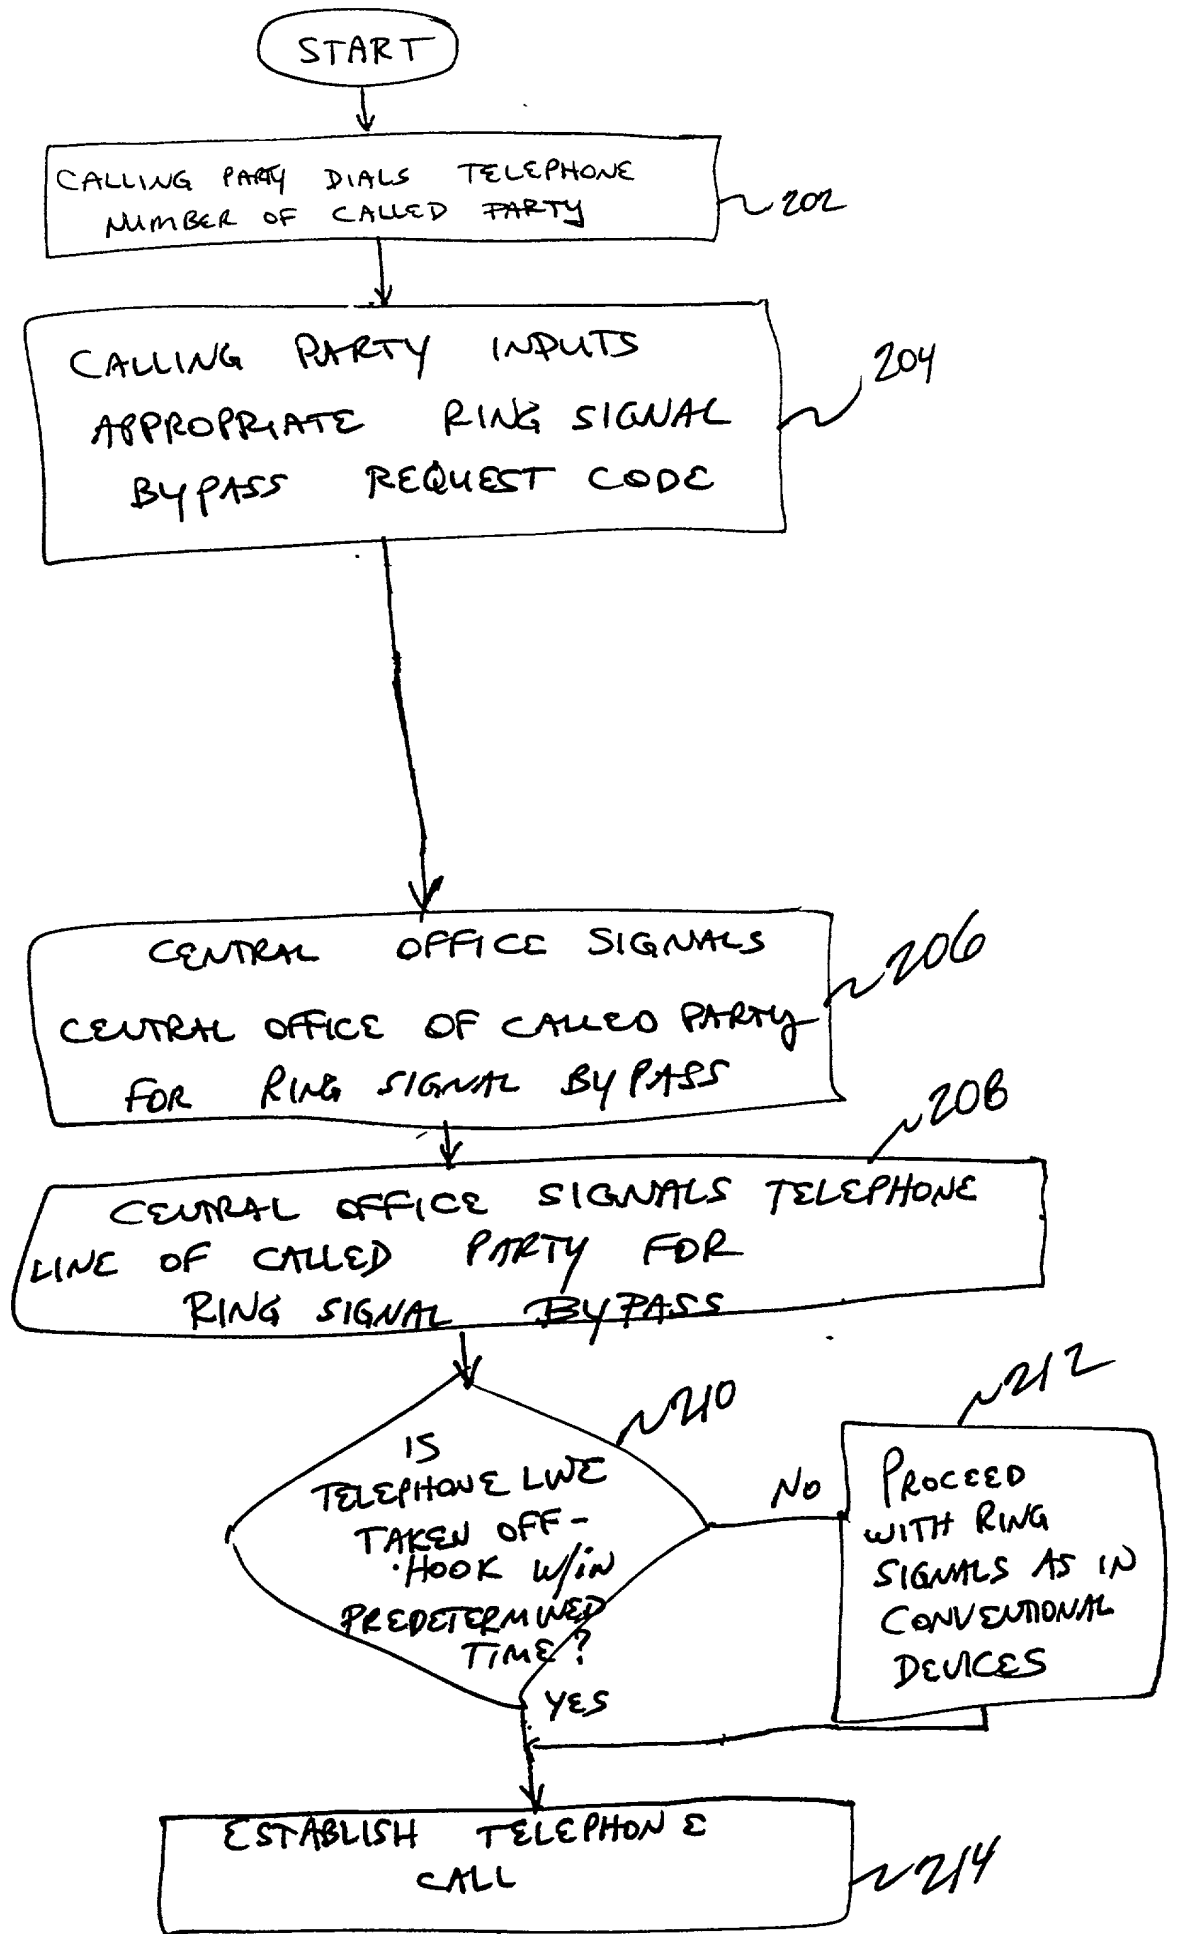 START
CALLING PARTY DIALS TELEPHONE
NUMBER OF CALLED PARTY
202
CALLING PARTY INPUTS
APPROPRIATE RING SIGNAL
BYPASS REQUEST CODE
204
CENTRAL OFFICE SIGNALS
CENTRAL OFFICE OF CALLED PARTY
FOR RING SIGNAL BYPASS
206
208
CENTRAL OFFICE SIGNALS TELEPHONE
LINE OF CALLED PARTY FOR
RING SIGNAL BYPASS
210
IS
TELEPHONE LINE
TAKEN OFF-
HOOK W/IN
PREDETERMINED
TIME?
NO
YES
212
PROCEED
WITH RING
SIGNALS AS IN
CONVENTIONAL
DEVICES
ESTABLISH TELEPHONE
CALL
214